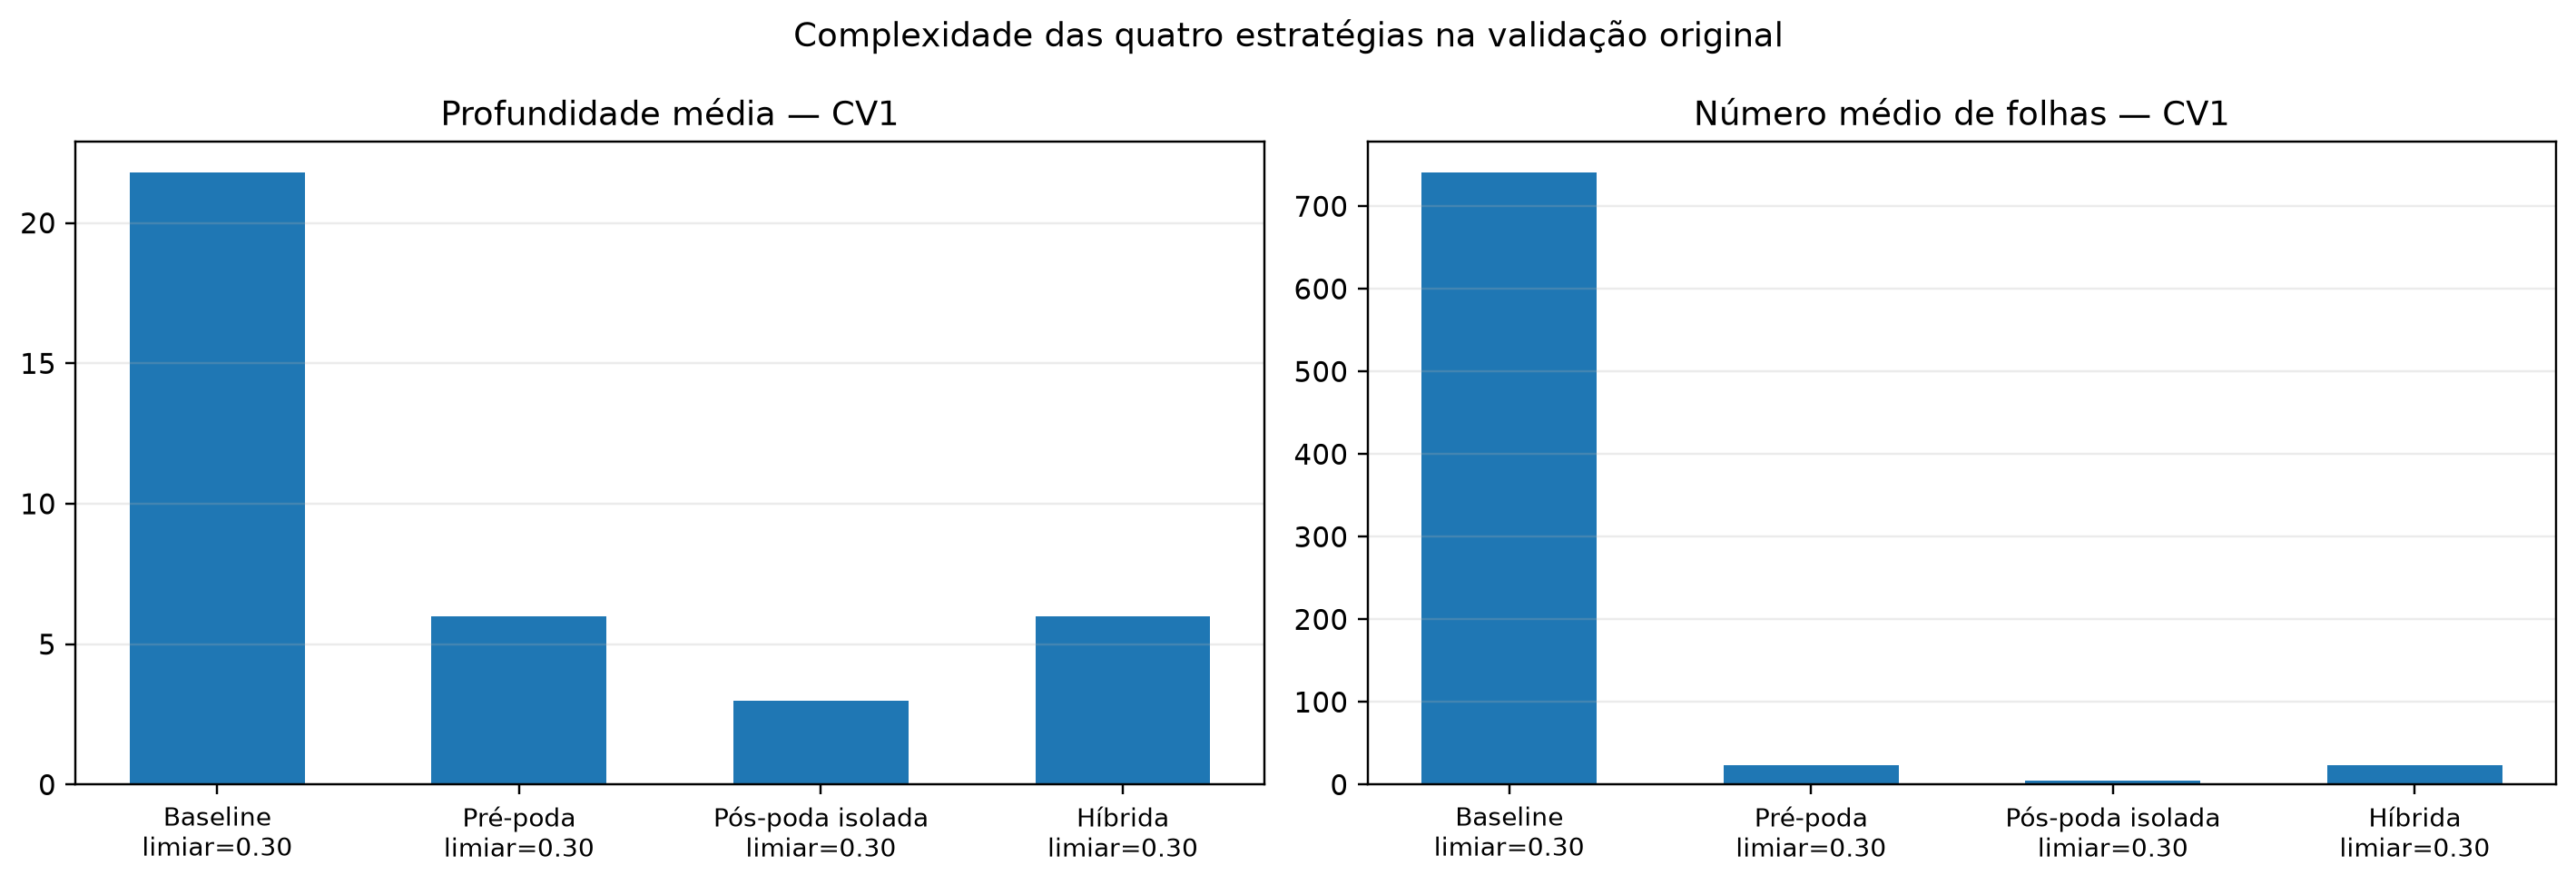 Complexidade das quatro estratégias na validação original
Profundidade média — CV1
20
15
10
5
0
Baseline
limiar=0.30
Pré-poda
limiar=0.30
Pós-poda isolada
limiar=0.30
Híbrida
limiar=0.30
Número médio de folhas — CV1
700
600
500
400
300
200
100
0
Baseline
limiar=0.30
Pré-poda
limiar=0.30
Pós-poda isolada
limiar=0.30
Híbrida
limiar=0.30